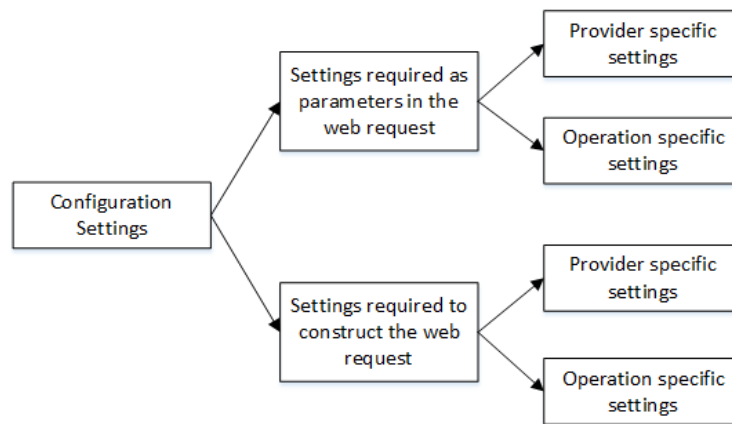 Provider specific
settings
Settings required as
parameters in the
web request
Operation specific
settings
Configuration
Settings
Provider specific
settings
Settings required to
construct the web
request
Operation specific
settings